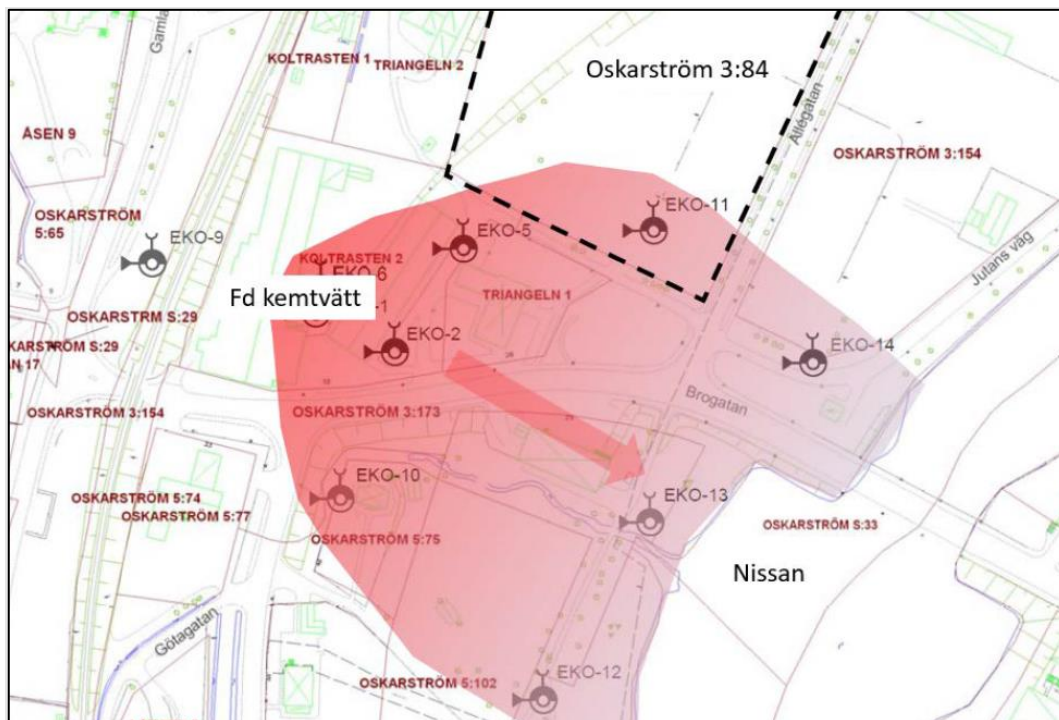 Gamla
KOLTRASTEN 1
TRIANGELN 2
Oskarström 3:84
Allégatan
ÅSEN 9
OSKARSTRÖM 3:154
OSKARSTRÖM
5:65
EKO-9
EKO-5
EKO-11
Jutans väg
KOLTRASTEN 2
EKO-6
Fd kemtvätt
TRIANGELN 1
OSKARSTRM S:29
EKO-2
KARSTRÖM S:29
EKO-14
Brogatan
OSKARSTRÖM 3:154
OSKARSTRÖM 3:173
EKO-10
EKO-13
OSKARSTRÖM 5:74
OSKARSTRÖM 5:77
OSKARSTRÖM S:33
OSKARSTRÖM 5:75
Nissan
Götagatan
OSKARSTRÖM 5:102
EKO-12